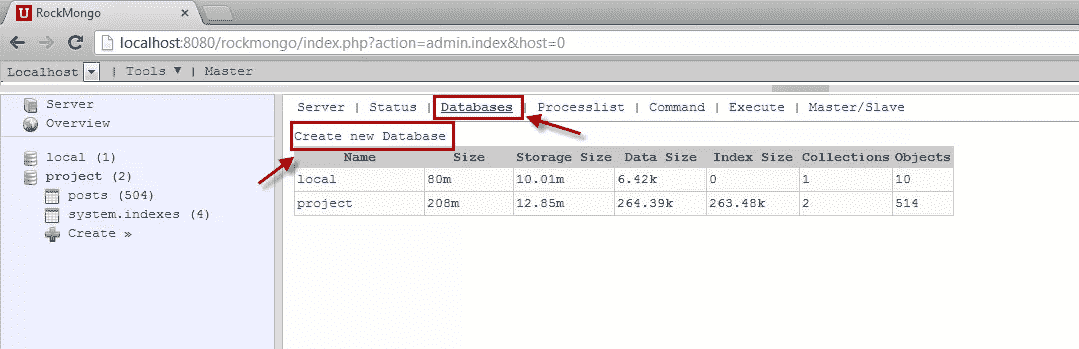 RockMongo
localhost:8080/rockmongo/index.php?action=admin.index&host=0
Localhost | Tools ▼ | Master
Server
Overview
local (1)
project (2)
posts (504)
system.indexes (4)
Create »
Server | Status | Databases | Processlist | Command | Execute | Master/Slave
Create new Database
Name Size Storage Size Data Size Index Size Collections Objects
local 80m 10.01m 6.42k 0 1 10
project 208m 12.85m 264.39k 263.48k 2 514